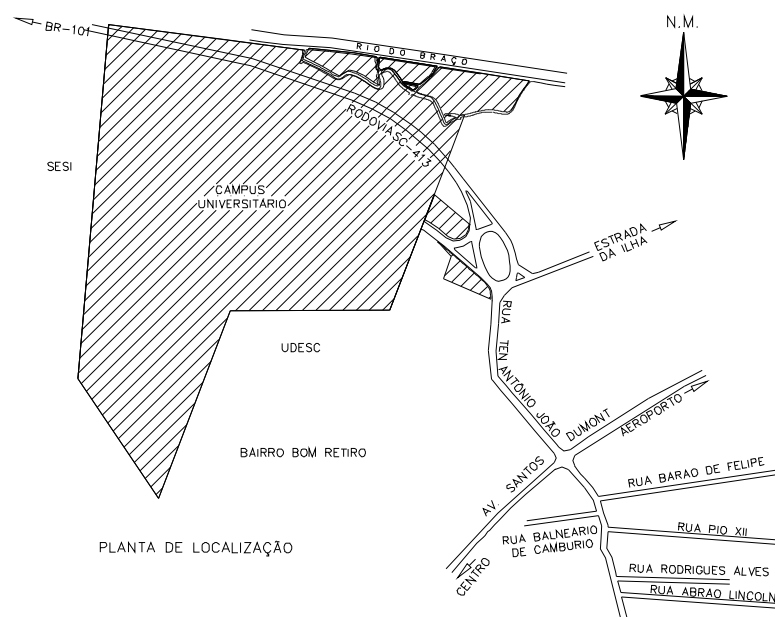 N.M.
BR-101
RIO DO BRAÇO
RODOVIA SC-413
SESI
CAMPUS
UNIVERSITÁRIO
ESTRADA
DA ILHA
UDESC
RUA TEN ANTÔNIO JOÃO
AV. SANTOS DUMONT
AEROPORTO
BAIRRO BOM RETIRO
RUA BARAO DE FELIPE
RUA PIO XII
RUA BALNEARIO
DE CAMBURIO
PLANTA DE LOCALIZAÇÃO
CENTRO
RUA RODRIGUES ALVES
RUA ABRAO LINCOLN